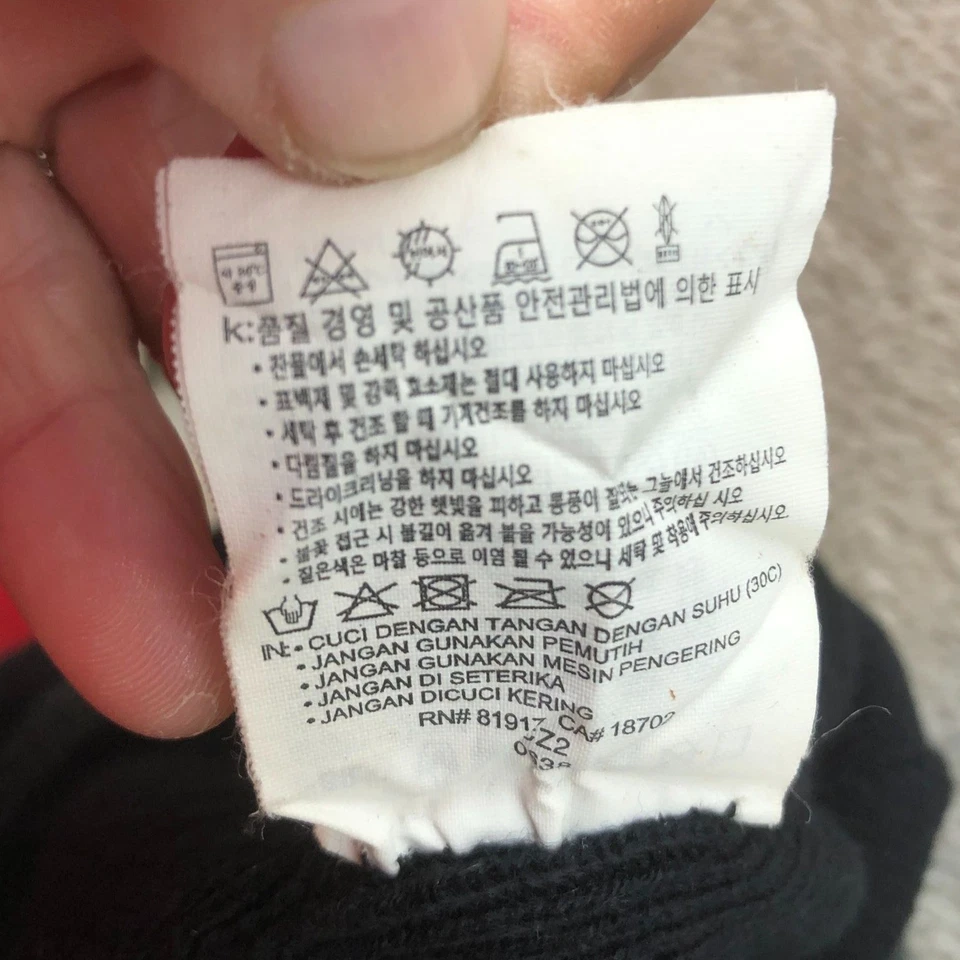 k:품질 경영 및 공산품 안전관리법에 의한 표시
• 찬물에서 손세탁 하십시오
• 표백제 및 강력 효소제는 절대 사용하지 마십시오
• 세탁 후 건조 할 때 기계건조를 하지 마십시오
• 다림질을 하지 마십시오
• 드라이크리닝을 하지 마십시오
• 건조 시에는 강한 햇빛을 피하고 통풍이 잘되는 그늘에서 건조하십시오
• 불꽃 접근 시 불길이 옮겨 붙을 가능성이 있으니 주의하십 시오
• 짙은색은 마찰 등으로 이염 될 수 있으니 세탁 및 착용에 주의하십시오
IN:• CUCI DENGAN TANGAN DENGAN SUHU (30C)
• JANGAN GUNAKAN PEMUTIH
• JANGAN GUNAKAN MESIN PENGERING
• JANGAN DI SETERIKA
• JANGAN DICUCI KERING
RN# 81917 CA# 18702